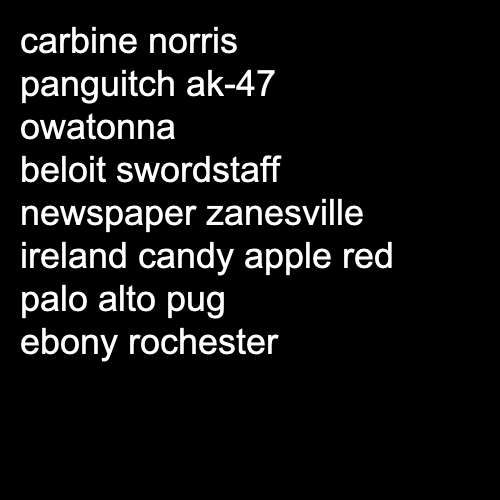 carbine norris
panguitch ak-47
owatonna
beloit swordstaff
newspaper zanesville
ireland candy apple red
palo alto pug
ebony rochester